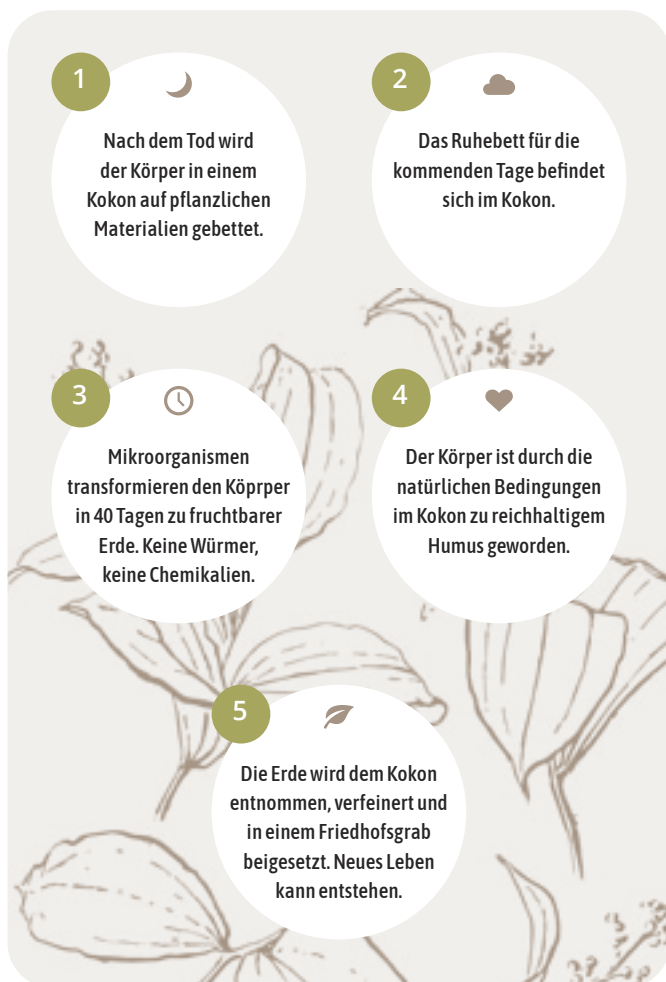 1
Nach dem Tod wird
der Körper in einem
Kokon auf pflanzlichen
Materialien gebettet.
2
Das Ruhebett für die
kommenden Tage befindet
sich im Kokon.
3
Mikroorganismen
transformieren den Köprper
in 40 Tagen zu fruchtbarer
Erde. Keine Würmer,
keine Chemikalien.
4
Der Körper ist durch die
natürlichen Bedingungen
im Kokon zu reichhaltigem
Humus geworden.
5
Die Erde wird dem Kokon
entnommen, verfeinert und
in einem Friedhofsgrab
beigesetzt. Neues Leben
kann entstehen.